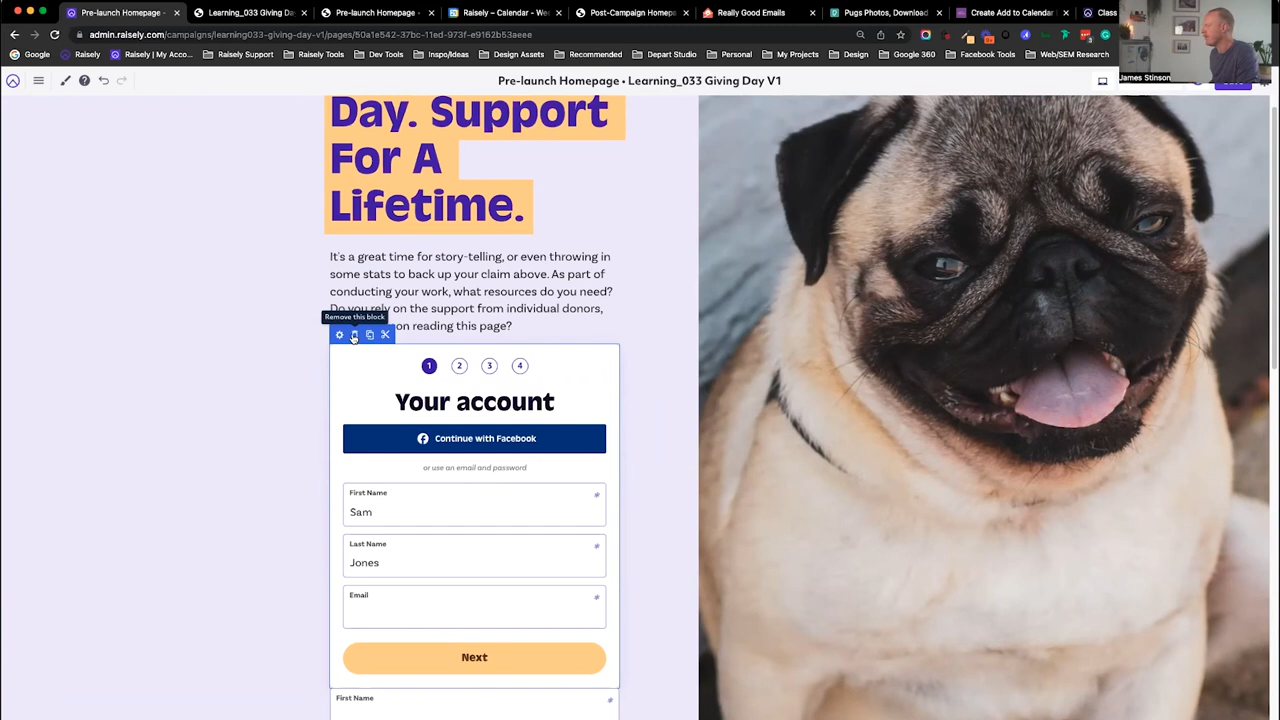 Pre-launch Homepage •
Learning_033 Giving Da
Pre-launch Homepage -
Raisely – Calendar - We
Post-Campaign Homep
Really Good Emails
Pugs Photos, Download
Create Add to Calendar
Class
admin.raisely.com/campaigns/learning033-giving-day-v1/pages/50a1e542-37bc-11ed-973f-e9162b53eeee
Google
Raisely
Raisely | My Acco...
Raisely Support
Raisely Tools
Dev Tools
Inspo/Ideas
Design Assets
Recommended
Depart Studio
Personal
My Projects
Design
Google 360
Facebook Tools
Web/SEM Research
James Stinson
Pre-launch Homepage • Learning_033 Giving Day V1
Day. Support
For A
Lifetime.
It's a great time for story-telling, or even throwing in
some stats to back up your claim above. As part of
conducting your work, what resources do you need?
Do you rely on the support from individual donors,
Remove this block
on reading this page?
1 2 3 4
Your account
Continue with Facebook
or use an email and password
First Name *
Sam
Last Name *
Jones
Email *
Next
First Name *